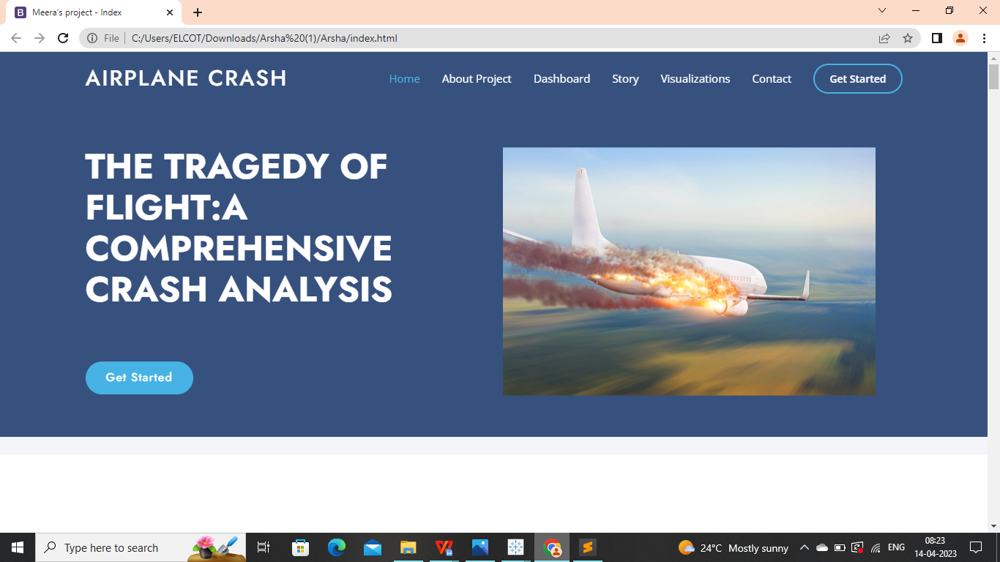 Meera's project - Index
File
C:/Users/ELCOT/Downloads/Arsha%20(1)/Arsha/index.html
AIRPLANE CRASH
Home About Project Dashboard Story Visualizations Contact Get Started
THE TRAGEDY OF
FLIGHT:A
COMPREHENSIVE
CRASH ANALYSIS
Get Started
Type here to search
24°C Mostly sunny
ENG
08:23
14-04-2023